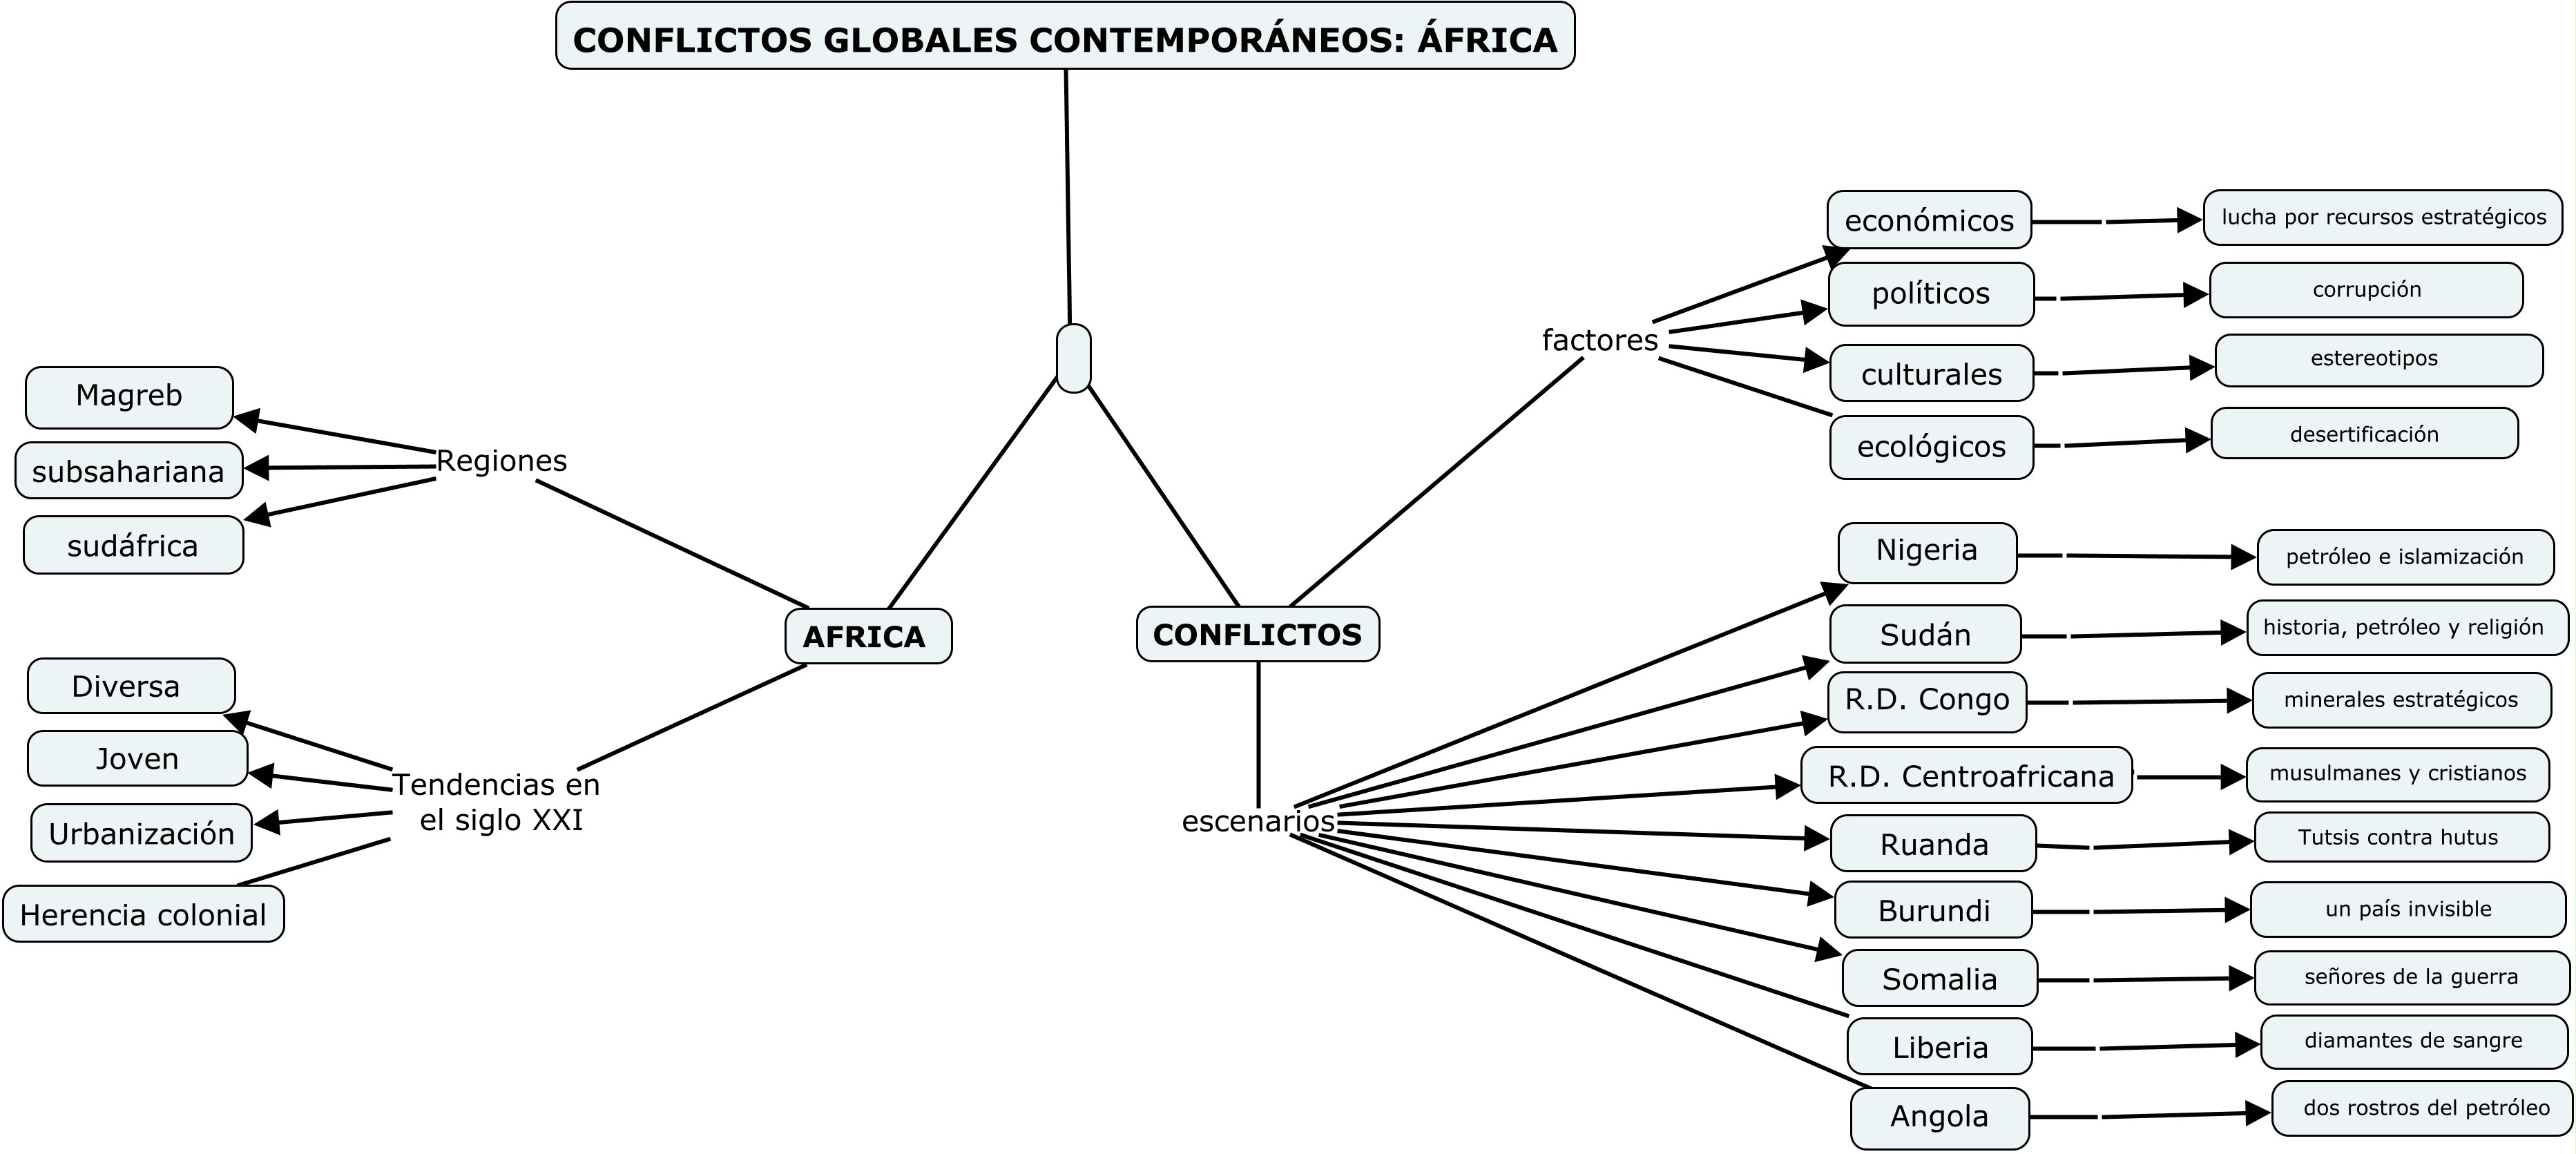 CONFLICTOS GLOBALES CONTEMPORÁNEOS: ÁFRICA
Magreb
subsahariana
sudáfrica
Regiones
Diversa
Joven
Urbanización
Herencia colonial
Tendencias en
el siglo XXI
AFRICA
CONFLICTOS
factores
económicos
lucha por recursos estratégicos
políticos
corrupción
culturales
estereotipos
ecológicos
desertificación
escenarios
Nigeria
petróleo e islamización
Sudán
historia, petróleo y religión
R.D. Congo
minerales estratégicos
R.D. Centroafricana
musulmanes y cristianos
Ruanda
Tutsis contra hutus
Burundi
un país invisible
Somalia
señores de la guerra
Liberia
diamantes de sangre
Angola
dos rostros del petróleo